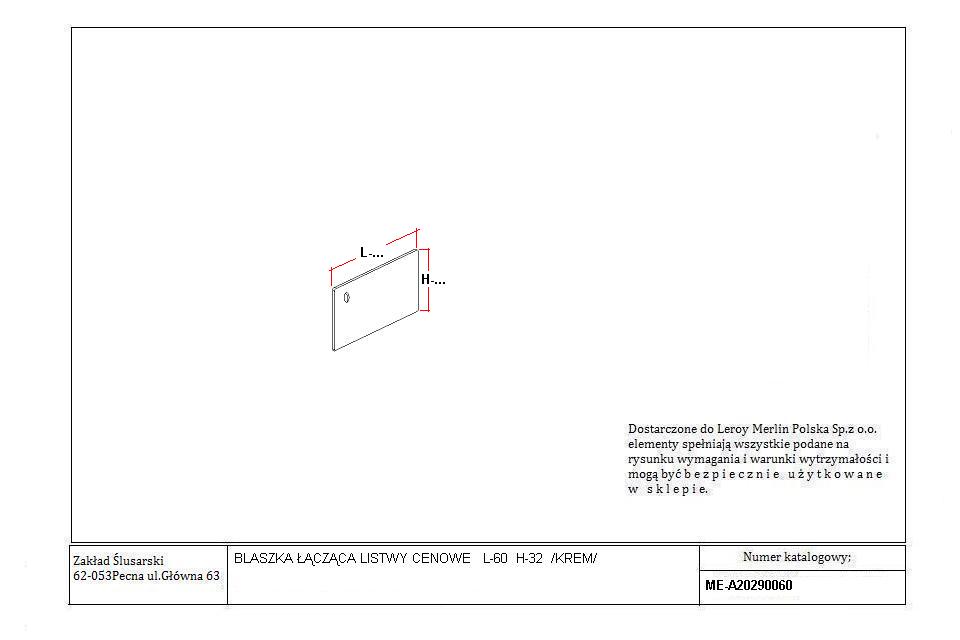 L-...
H-...
Dostarczone do Leroy Merlin Polska Sp.z o.o.
elementy spełniają wszystkie podane na
rysunku wymagania i warunki wytrzymałości i
mogą być b e z p i e c z n i e u ż y t k o w a n e
w s k l e p i e.
Zakład Ślusarski
62-053Pecna ul.Główna 63
BLASZKA ŁĄCZĄCA LISTWY CENOWE L-60 H-32 /KREM/
Numer katalogowy;
ME-A20290060